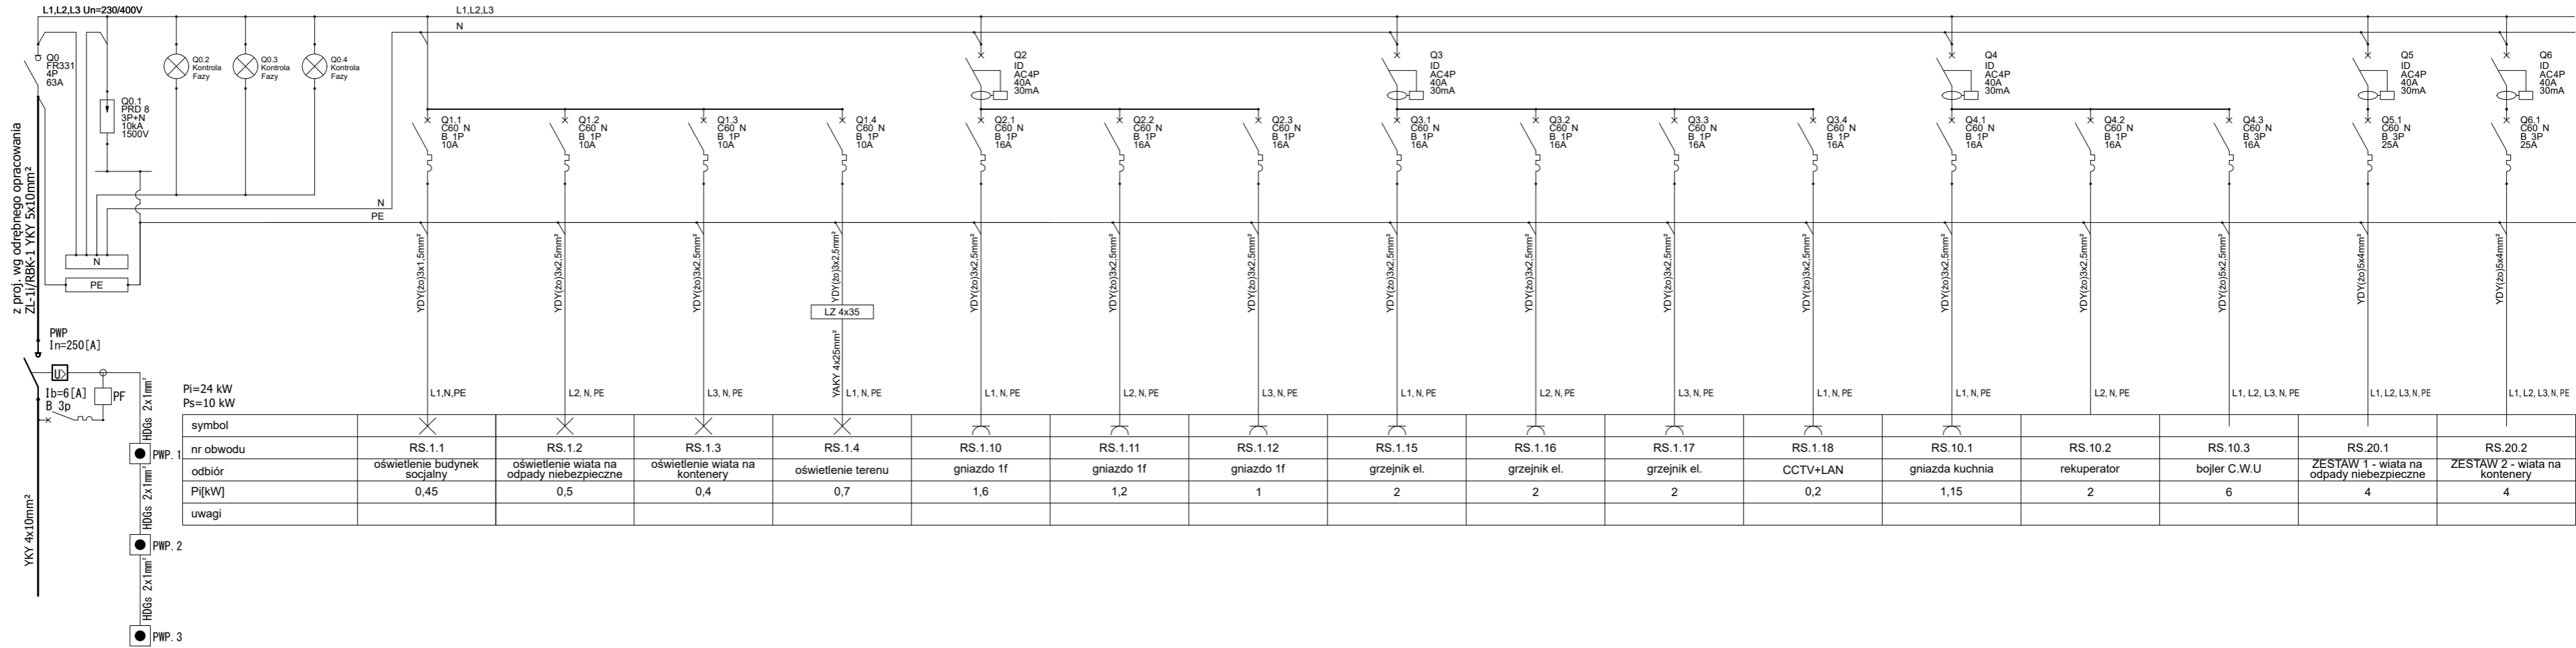 L1,L2,L3 Un=230/400V
L1,L2,L3
N
Q0
FR331
4P
63A
Q0.1
PRD 8
3P+N
10kA
1500V
Q0.2
Kontrola
Fazy
Q0.3
Kontrola
Fazy
Q0.4
Kontrola
Fazy
Q2
ID
AC4P
40A
30mA
Q3
ID
AC4P
40A
30mA
Q4
ID
AC4P
40A
30mA
Q5
ID
AC4P
40A
30mA
Q6
ID
AC4P
40A
30mA
Q1.1
C60 N
B 1P
10A
Q1.2
C60 N
B 1P
10A
Q1.3
C60 N
B 1P
10A
Q1.4
C60 N
B 1P
10A
Q2.1
C60 N
B 1P
16A
Q2.2
C60 N
B 1P
16A
Q2.3
C60 N
B 1P
16A
Q3.1
C60 N
B 1P
16A
Q3.2
C60 N
B 1P
16A
Q3.3
C60 N
B 1P
16A
Q3.4
C60 N
B 1P
16A
Q4.1
C60 N
B 1P
16A
Q4.2
C60 N
B 1P
16A
Q4.3
C60 N
B 3P
16A
Q5.1
C60 N
B 3P
25A
Q6.1
C60 N
B 3P
25A
z proj. wg odrębnego opracowania
ZL-1i/RBK-1 YKY 5x10mm²
N
PE
N
PE
YDY(żo)3x1,5mm²
YDY(żo)3x2,5mm²
YDY(żo)3x2,5mm²
YDY(żo)3x2,5mm²
YDY(żo)3x2,5mm²
YDY(żo)3x2,5mm²
YDY(żo)3x2,5mm²
YDY(żo)3x2,5mm²
YDY(żo)3x2,5mm²
YDY(żo)3x2,5mm²
YDY(żo)3x2,5mm²
YDY(żo)3x2,5mm²
YDY(żo)3x2,5mm²
YDY(żo)5x2,5mm²
YDY(żo)5x4mm²
YDY(żo)5x4mm²
LZ 4x35
YAKY 4x25mm²
PWP
In=250[A]
U>
Ib=6[A]
B 3p
PF
HDGs 2x1mm²
PWP. 1
HDGs 2x1mm²
PWP. 2
HDGs 2x1mm²
PWP. 3
YKY 4x10mm²
Pi=24 kW
Ps=10 kW
L1,N,PE
L2, N, PE
L3, N, PE
L1, N, PE
L1, N, PE
L2, N, PE
L3, N, PE
L1, N, PE
L2, N, PE
L3, N, PE
L1, N, PE
L1, N, PE
L2, N, PE
L1, L2, L3, N, PE
L1, L2, L3, N, PE
L1, L2, L3, N, PE
symbol
nr obwodu RS.1.1 RS.1.2 RS.1.3 RS.1.4 RS.1.10 RS.1.11 RS.1.12 RS.1.15 RS.1.16 RS.1.17 RS.1.18 RS.10.1 RS.10.2 RS.10.3 RS.20.1 RS.20.2
odbiór
oświetlenie budynek
socjalny
oświetlenie wiata na
odpady niebezpieczne
oświetlenie wiata na
kontenery
oświetlenie terenu
gniazdo 1f
gniazdo 1f
gniazdo 1f
grzejnik el.
grzejnik el.
grzejnik el.
CCTV+LAN
gniazda kuchnia
rekuperator
bojler C.W.U
ZESTAW 1 - wiata na
odpady niebezpieczne
ZESTAW 2 - wiata na
kontenery
Pi[kW] 0,45 0,5 0,4 0,7 1,6 1,2 1 2 2 2 0,2 1,15 2 6 4 4
uwagi